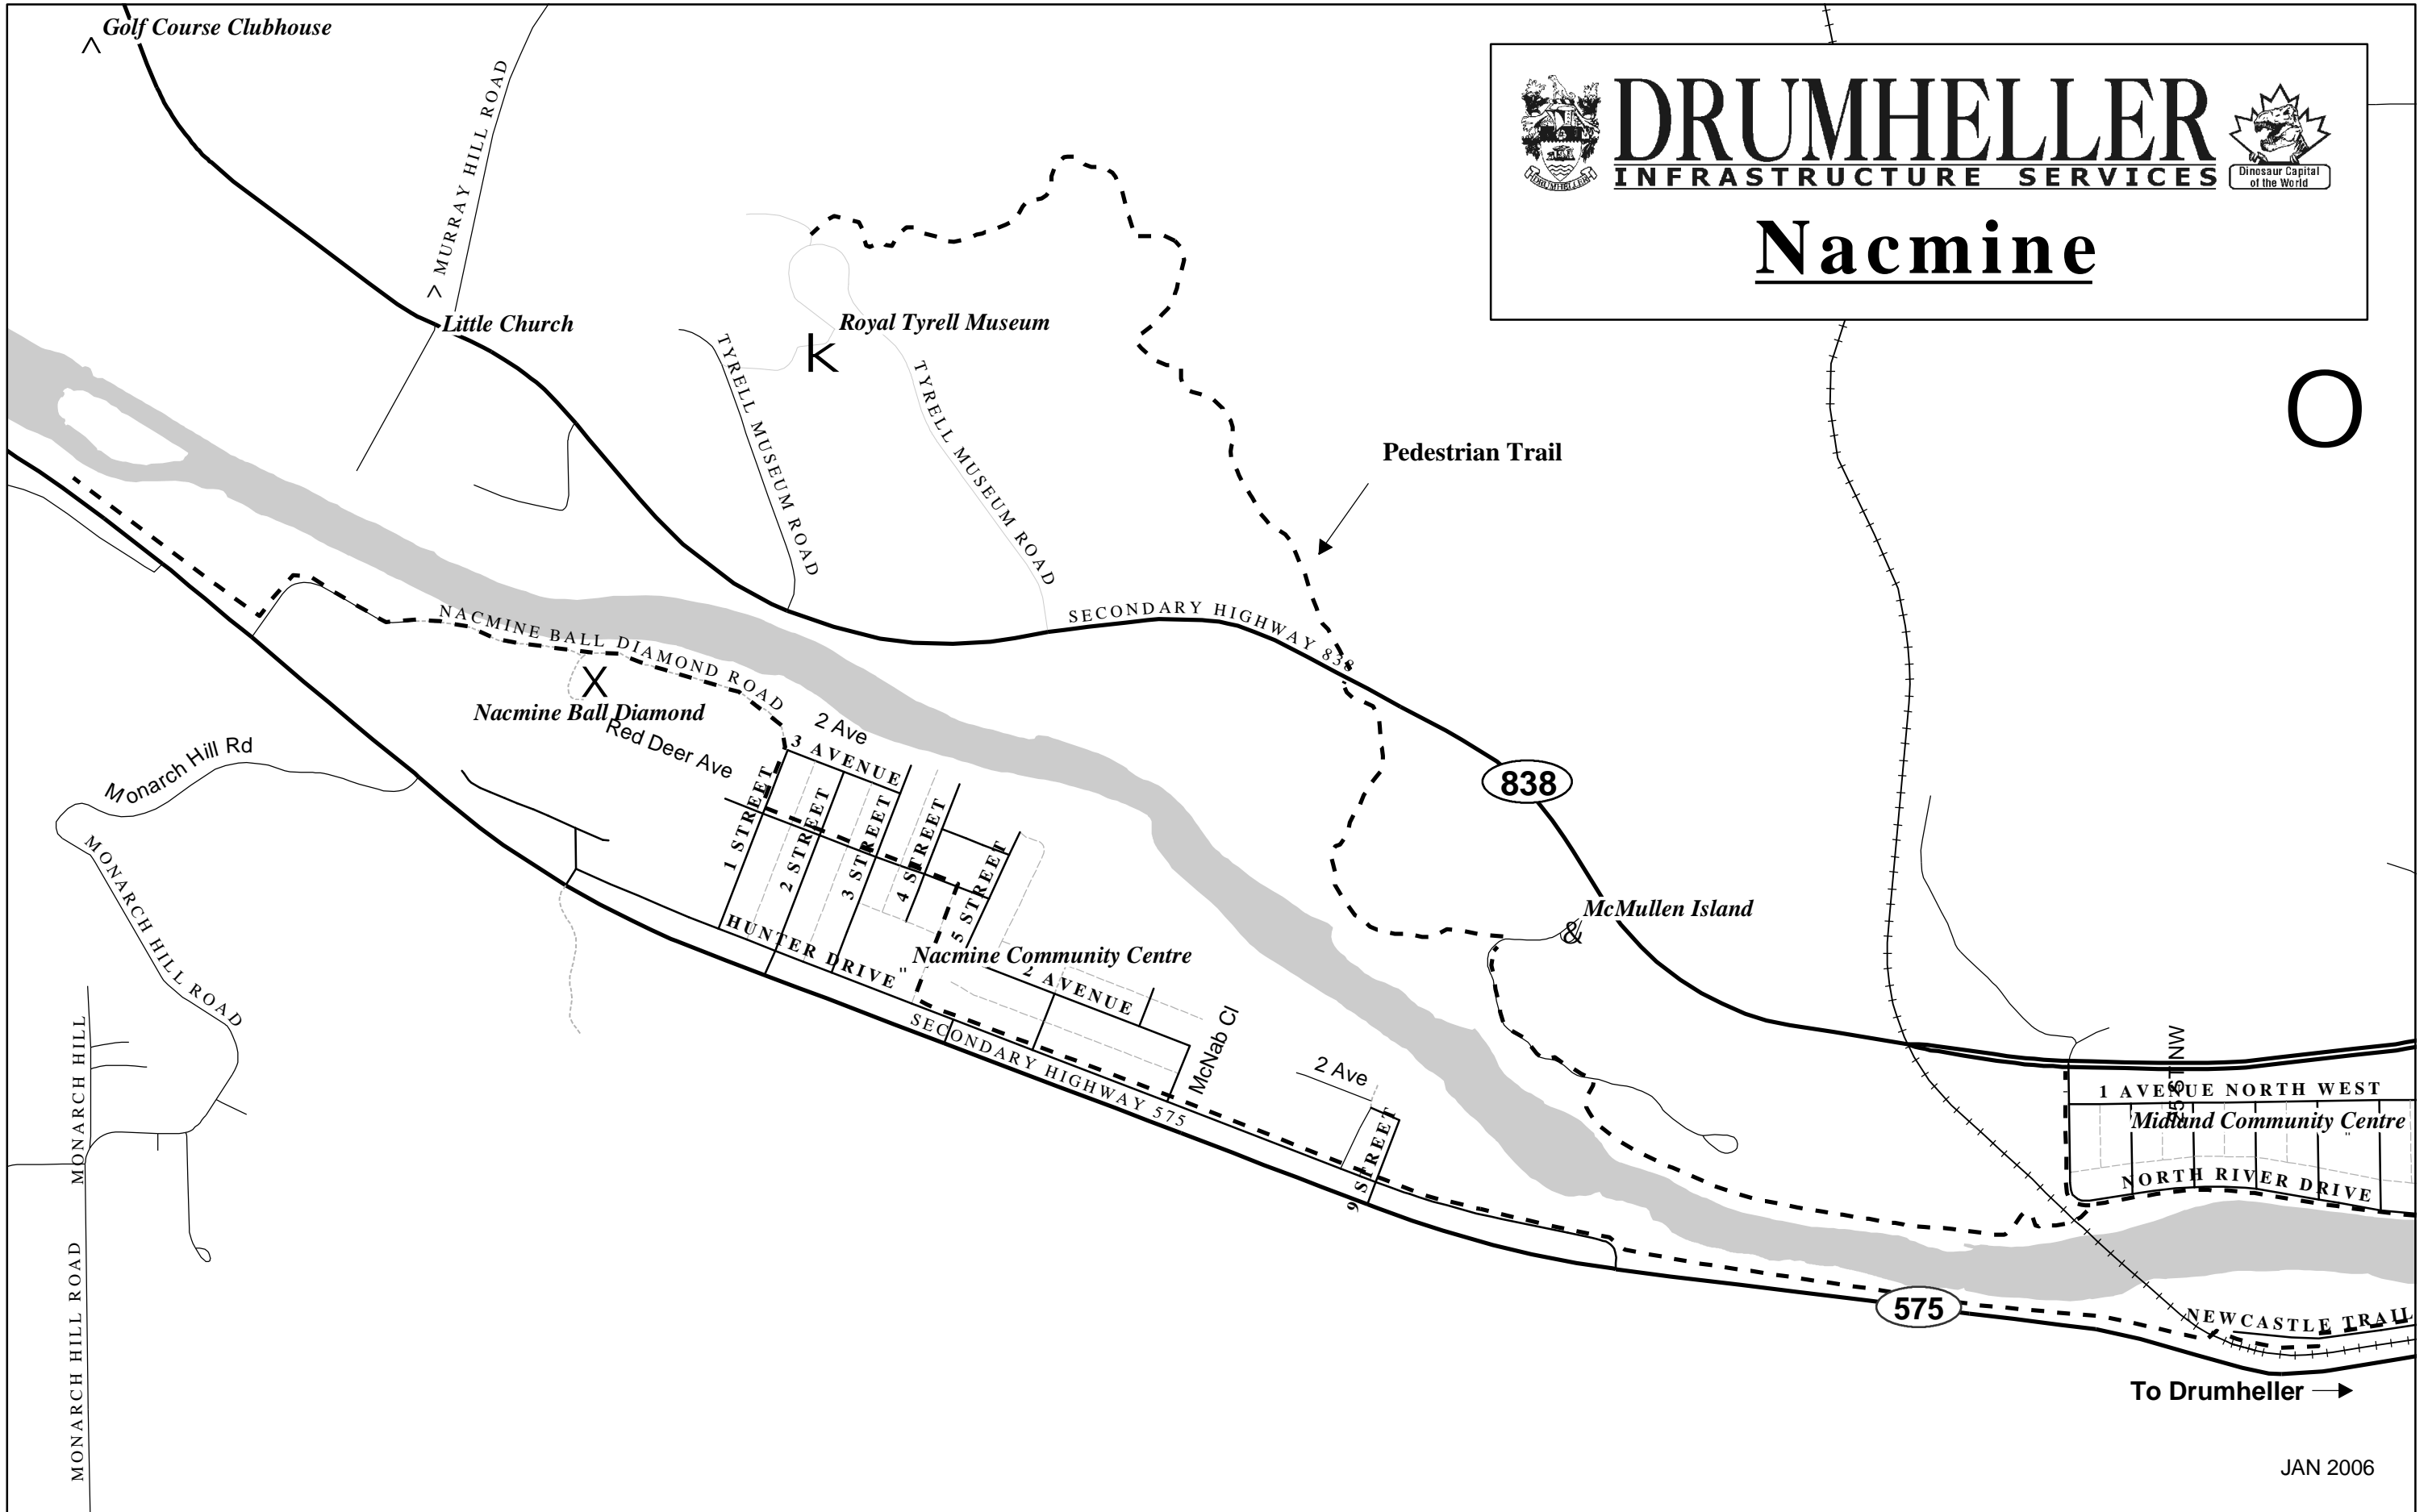 Golf Course Clubhouse
^
MURRAY HILL ROAD
>
Little Church
DRUMHELLER
INFRASTRUCTURE SERVICES
DRUMHELLER
Dinosaur Capital
of the World
Nacmine
Royal Tyrell Museum
k
TYRELL MUSEUM ROAD
TYRELL MUSEUM ROAD
O
Pedestrian Trail
SECONDARY HIGHWAY 838
NACMINE BALL DIAMOND ROAD
X
Nacmine Ball Diamond
Red Deer Ave
2 Ave
3 AVENUE
Monarch Hill Rd
MONARCH HILL ROAD
1 STREET
2 STREET
3 STREET
4 STREET
5 STREET
838
McMullen Island
&
HUNTER DRIVE
"
Nacmine Community Centre
2 AVENUE
SECONDARY HIGHWAY 575
McNab Cl
2 Ave
9 STREET
MONARCH HILL
MONARCH HILL ROAD
1 AVENUE NORTH WEST
Midland Community Centre
"
NORTH RIVER DRIVE
575
NEWCASTLE TRAIL
To Drumheller
JAN 2006